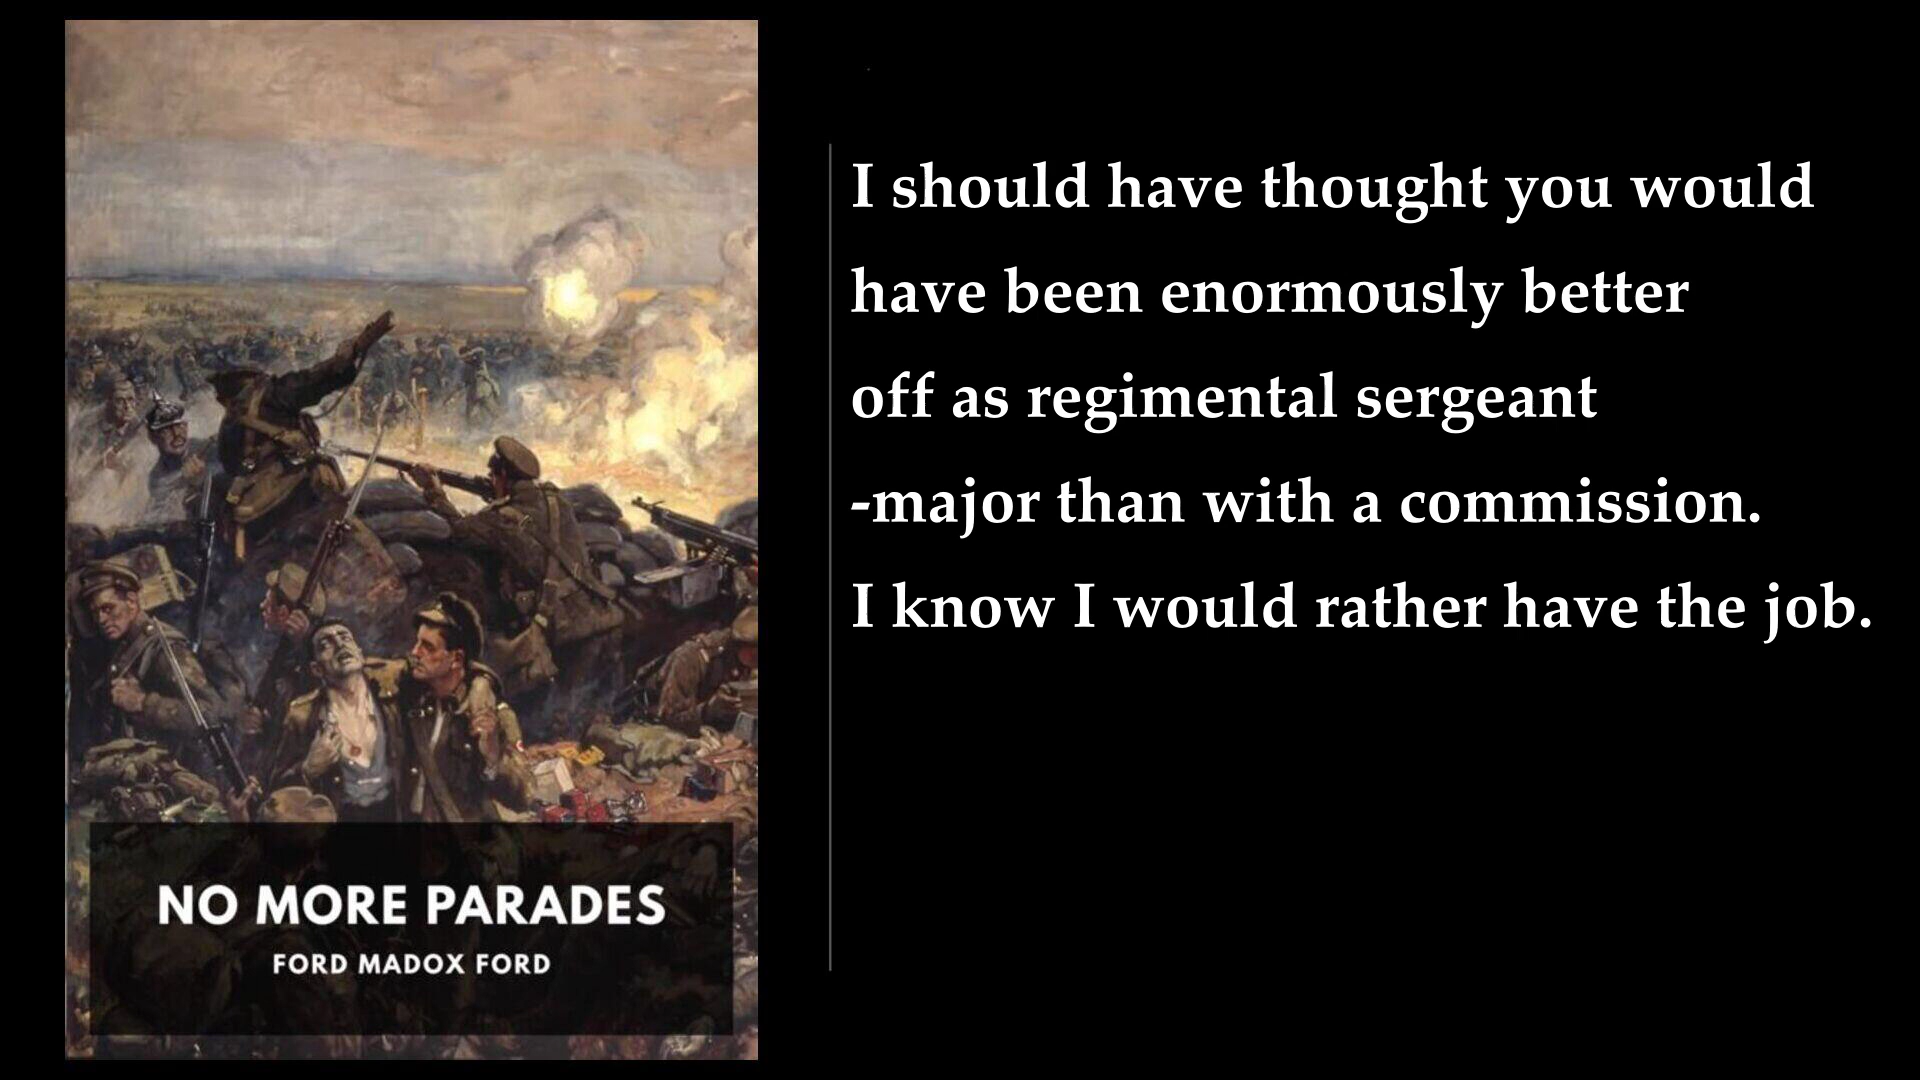 I should have thought you would
have been enormously better
off as regimental sergeant
-major than with a commission.
I know I would rather have the job.
NO MORE PARADES
FORD MADOX FORD